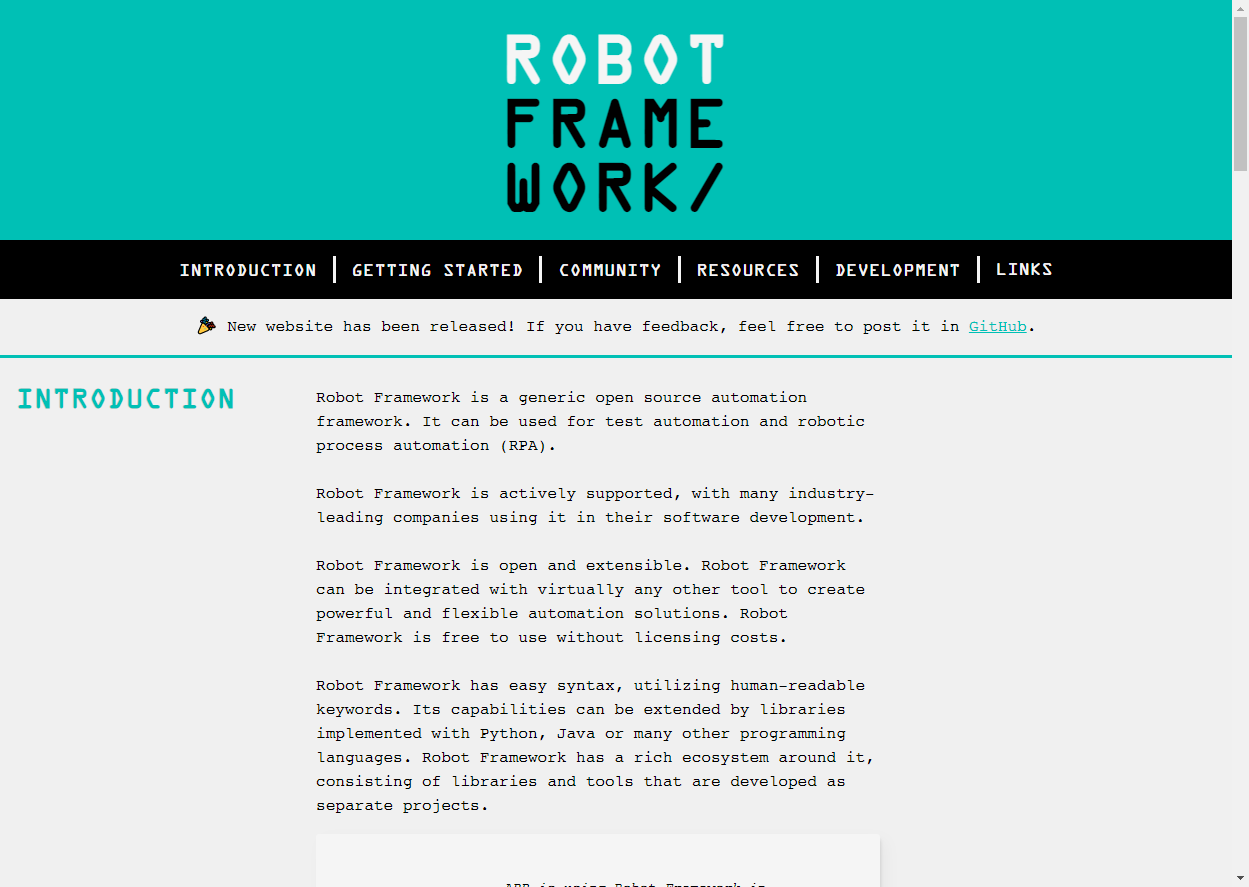 ROBOT
FRAME
WORK/
INTRODUCTION
GETTING STARTED
COMMUNITY
RESOURCES
DEVELOPMENT
LINKS
New website has been released! If you have feedback, feel free to post it in GitHub.
INTRODUCTION
Robot Framework is a generic open source automation
framework. It can be used for test automation and robotic
process automation (RPA).
Robot Framework is actively supported, with many industry-
leading companies using it in their software development.
Robot Framework is open and extensible. Robot Framework
can be integrated with virtually any other tool to create
powerful and flexible automation solutions. Robot
Framework is free to use without licensing costs.
Robot Framework has easy syntax, utilizing human-readable
keywords. Its capabilities can be extended by libraries
implemented with Python, Java or many other programming
languages. Robot Framework has a rich ecosystem around it,
consisting of libraries and tools that are developed as
separate projects.
is using Robot Framework in